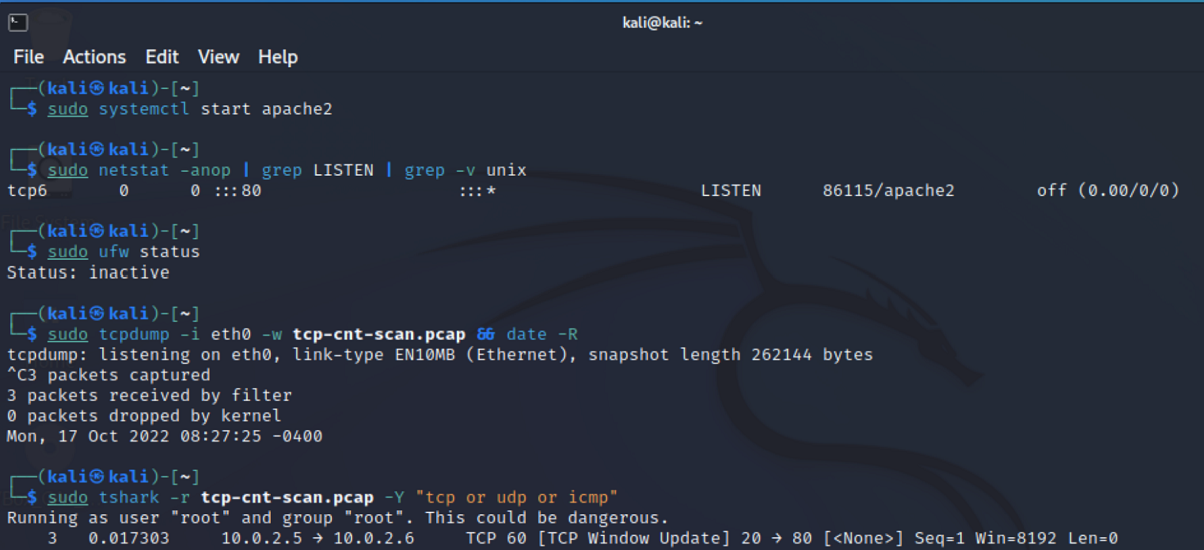 kali@kali: ~
File Actions Edit View Help
┌──(kali㉿kali)-[~]
└─$ sudo systemctl start apache2
┌──(kali㉿kali)-[~]
└─$ sudo netstat -anop | grep LISTEN | grep -v unix
tcp6 0 0 :::80 :::* LISTEN 86115/apache2 off (0.00/0/0)
┌──(kali㉿kali)-[~]
└─$ sudo ufw status
Status: inactive
┌──(kali㉿kali)-[~]
└─$ sudo tcpdump -i eth0 -w tcp-cnt-scan.pcap && date -R
tcpdump: listening on eth0, link-type EN10MB (Ethernet), snapshot length 262144 bytes
^C3 packets captured
3 packets received by filter
0 packets dropped by kernel
Mon, 17 Oct 2022 08:27:25 -0400
┌──(kali㉿kali)-[~]
└─$ sudo tshark -r tcp-cnt-scan.pcap -Y "tcp or udp or icmp"
Running as user "root" and group "root". This could be dangerous.
3 0.017303 10.0.2.5 → 10.0.2.6 TCP 60 [TCP Window Update] 20 → 80 [<None>] Seq=1 Win=8192 Len=0